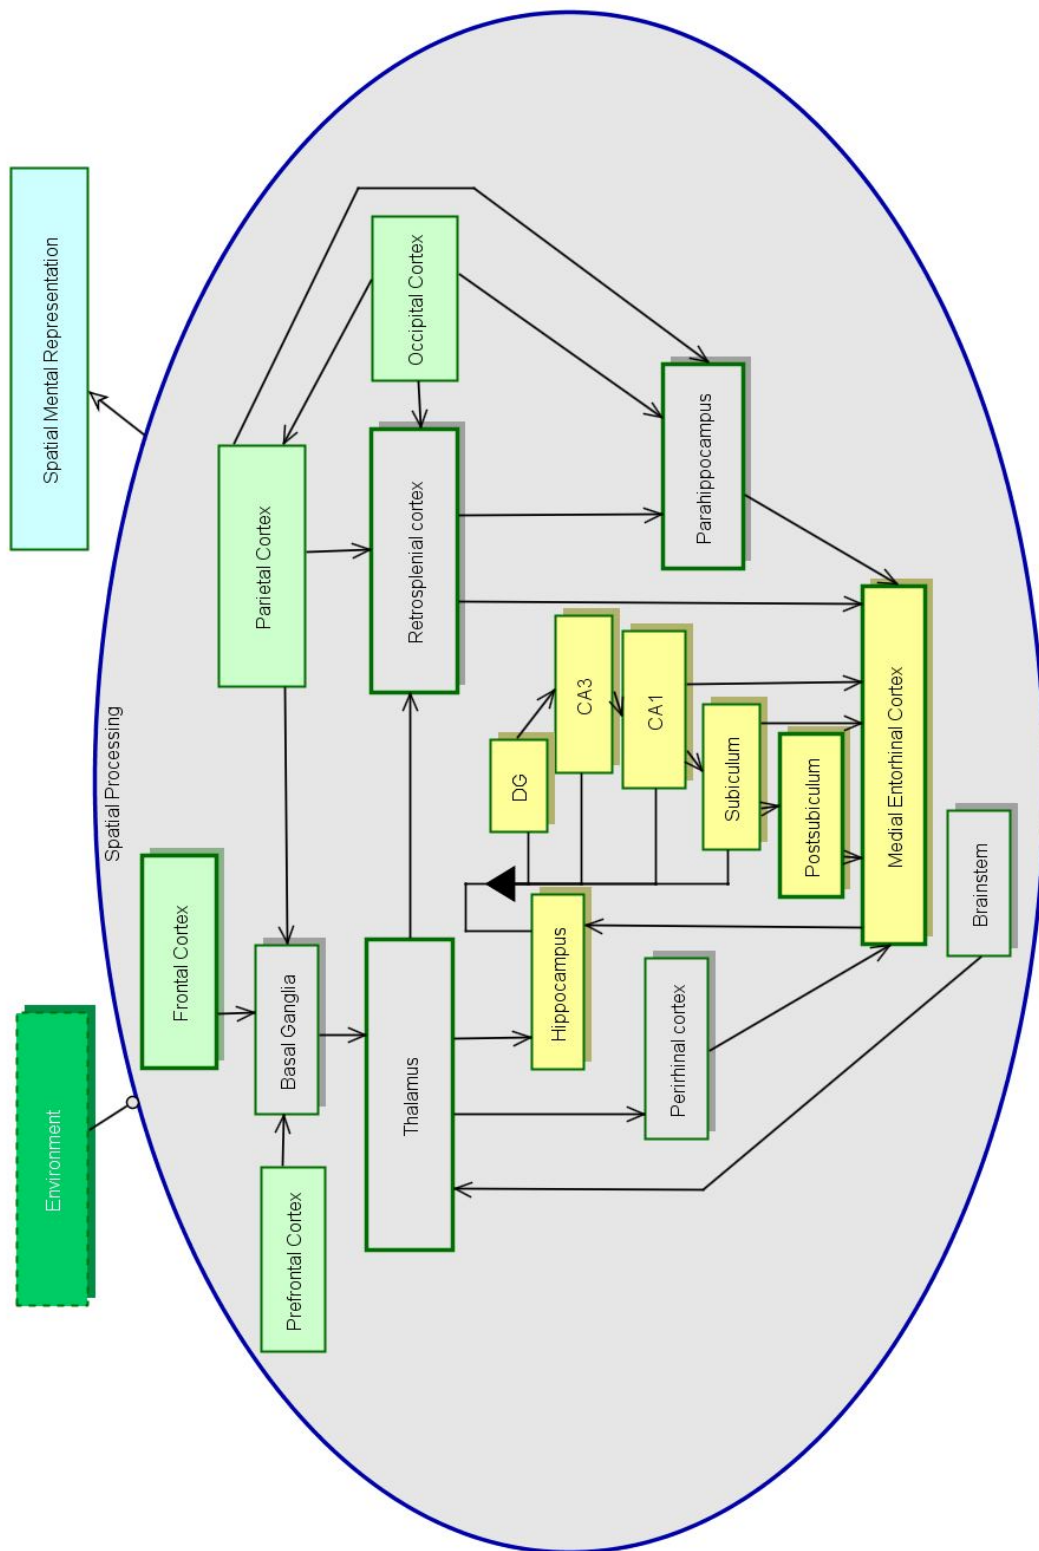 Environment
Spatial Mental Representation
Spatial Processing
Frontal Cortex
Prefrontal Cortex
Basal Ganglia
Parietal Cortex
Thalamus
Retrosplenial cortex
Occipital Cortex
DG
Hippocampus
CA3
CA1
Perirhinal cortex
Parahippocampus
Subiculum
Postsubiculum
Medial Entorhinal Cortex
Brainstem